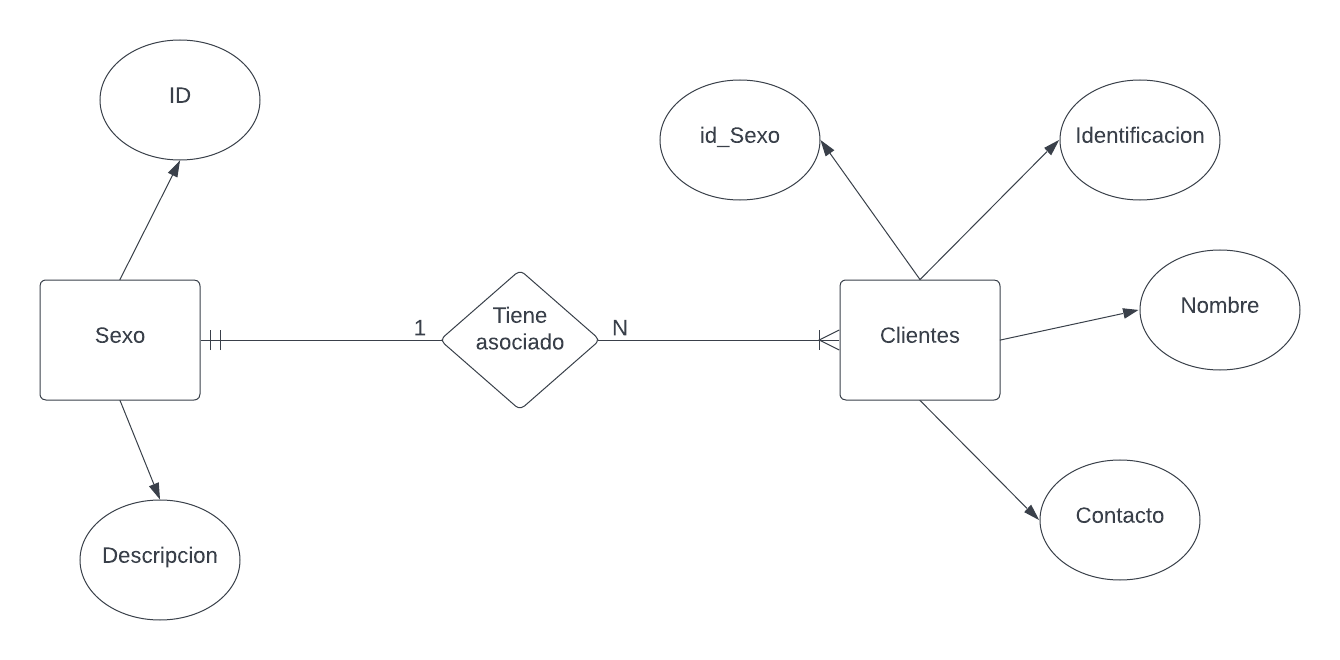 ID
id_Sexo
Identificacion
Nombre
Sexo
1
Tiene
asociado
N
Clientes
Contacto
Descripcion